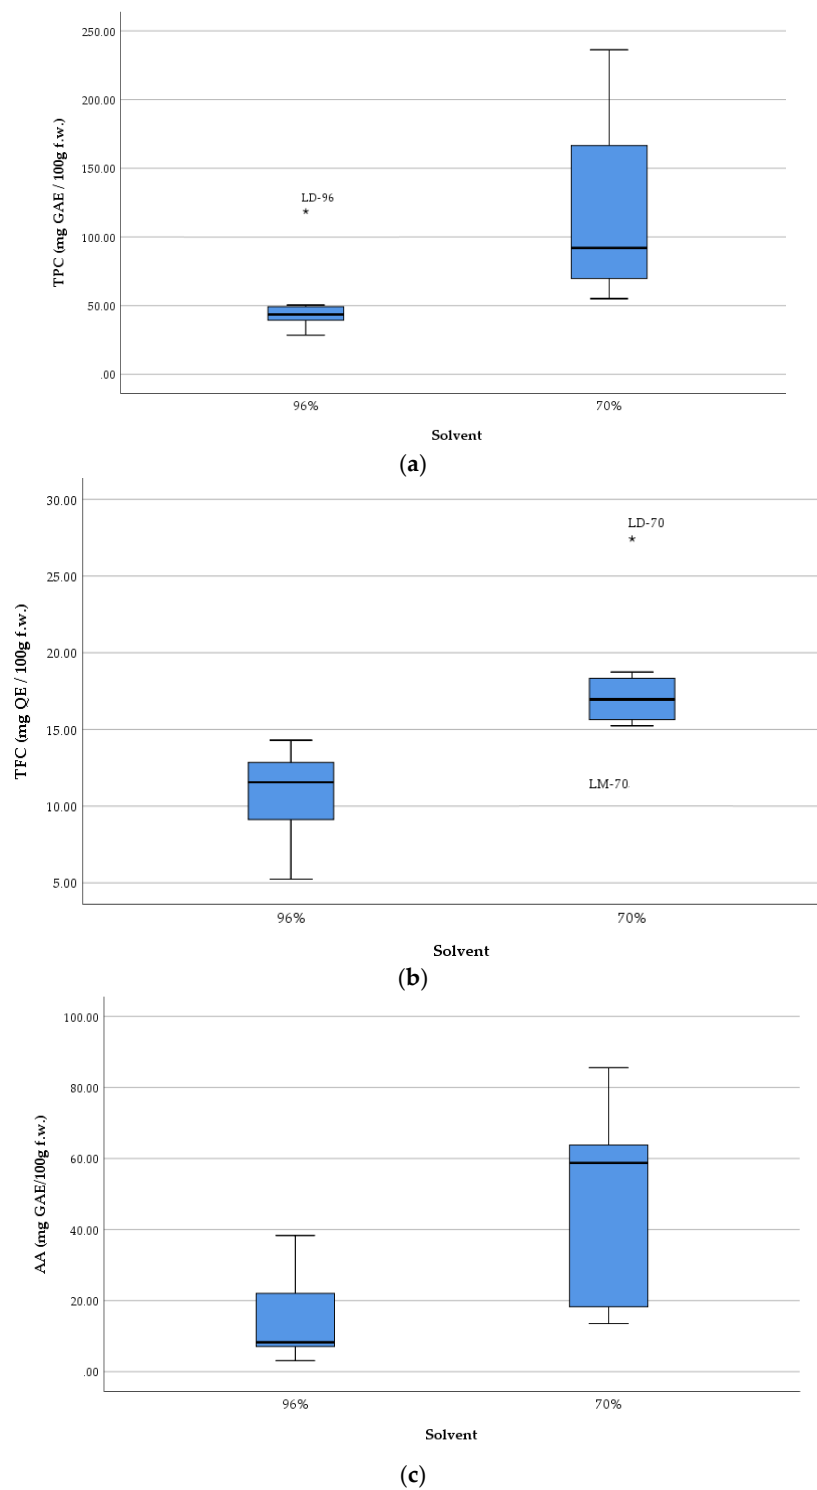 250.00
200.00
150.00
100.00
50.00
.00
TPC (mg GAE / 100g f.w.)
LD-96
*
96%
70%
Solvent
(a)
30.00
25.00
20.00
15.00
10.00
5.00
TFC (mg QE / 100g f.w.)
LD-70
*
LM-70
96%
70%
Solvent
(b)
100.00
80.00
60.00
40.00
20.00
.00
AA (mg GAE/100g f.w.)
96%
70%
Solvent
(c)